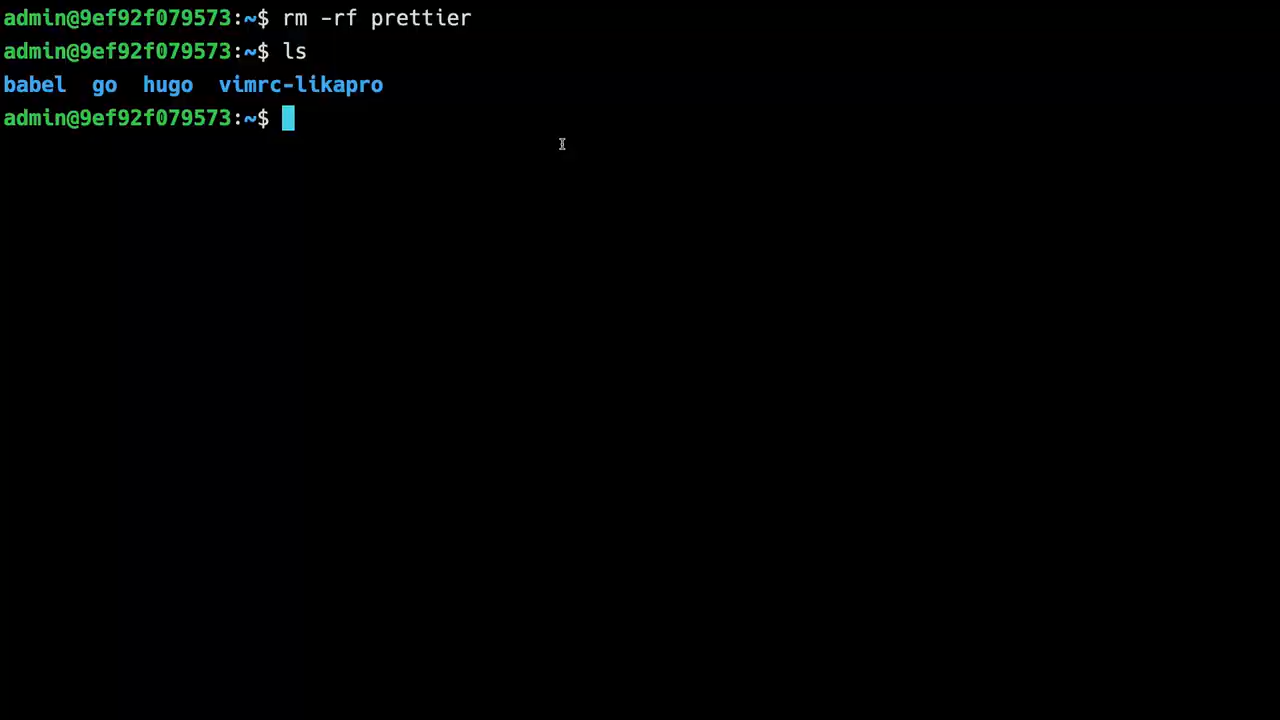 admin@9ef92f079573:~$ rm -rf prettier
admin@9ef92f079573:~$ ls
babel  go  hugo  vimrc-likapro
admin@9ef92f079573:~$